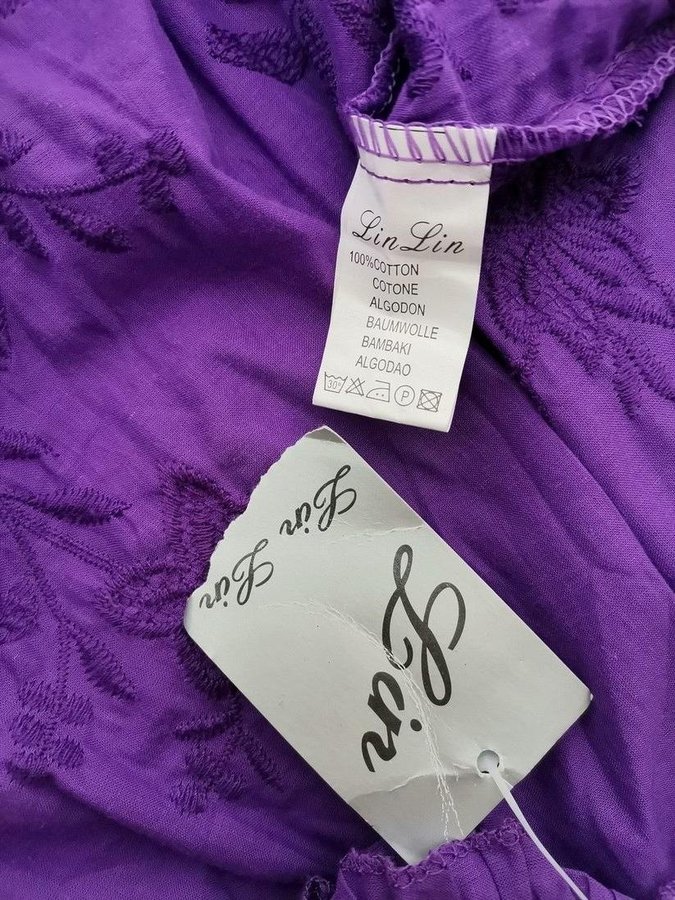 Lin Lin
100%COTTON
COTONE
ALGODON
BAUMWOLLE
BAMBAKI
ALGODAO
30°
P
Lin Lin
Lin